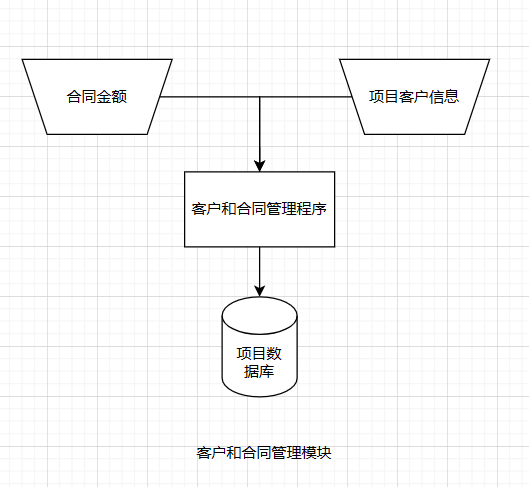 合同金额
项目客户信息
客户和合同管理程序
项目数
据库
客户和合同管理模块